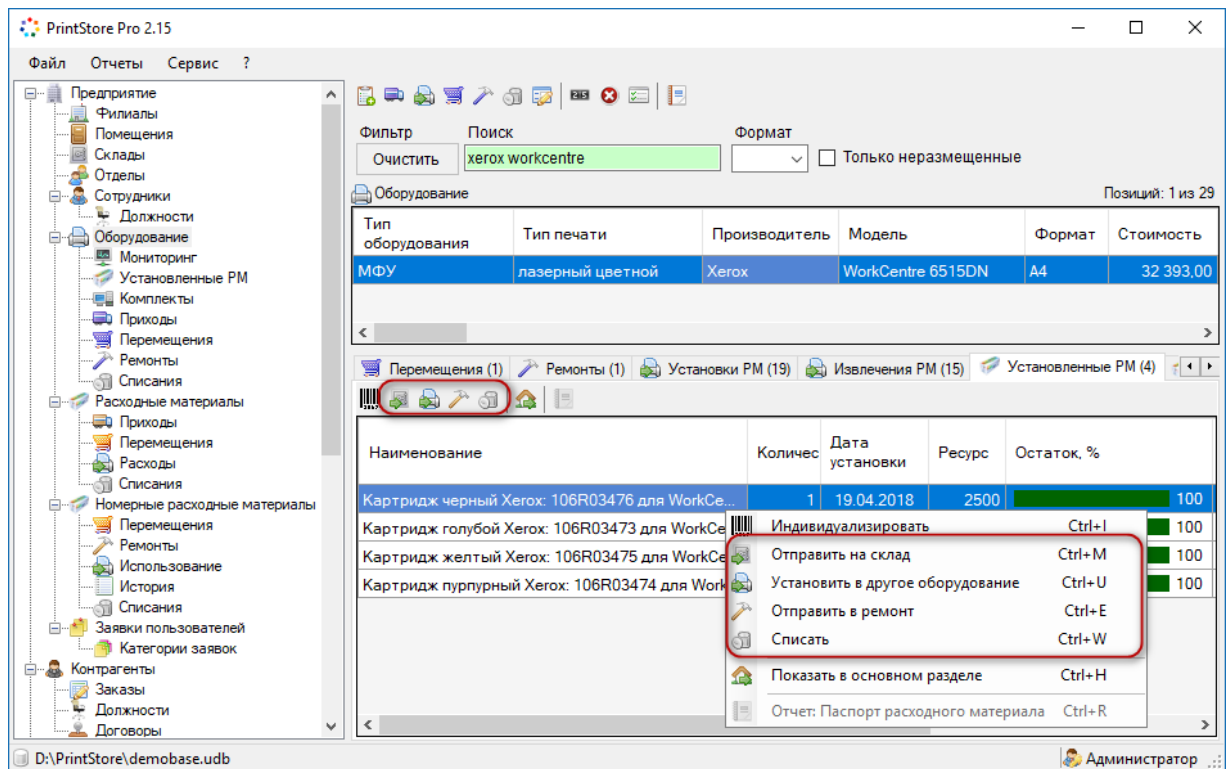 PrintStore Pro 2.15
Файл Отчеты Сервис ?
Предприятие
Филиалы
Помещения
Склады
Отделы
Сотрудники
Должности
Оборудование
Мониторинг
Установленные РМ
Комплекты
Приходы
Перемещения
Ремонты
Списания
Расходные материалы
Приходы
Перемещения
Расходы
Списания
Номерные расходные материалы
Перемещения
Ремонты
Использование
История
Списания
Заявки пользователей
Категории заявок
Контрагенты
Заказы
Должности
Договоры
Фильтр Поиск Формат
Очистить xerox workcentre Только неразмещенные
Оборудование Позиций: 1 из 29
Тип оборудования Тип печати Производитель Модель Формат Стоимость
МФУ лазерный цветной Xerox WorkCentre 6515DN A4 32 393,00
Перемещения (1) Ремонты (1) Установки РМ (19) Извлечения РМ (15) Установленные РМ (4)
Наименование Количес Дата установки Ресурс Остаток, %
Картридж черный Xerox: 106R03476 для WorkCe... 1 19.04.2018 2500 100
Картридж голубой Xerox: 106R03473 для WorkCe 100
Картридж желтый Xerox: 106R03475 для WorkCe 100
Картридж пурпурный Xerox: 106R03474 для Work 100
Индивидуализировать Ctrl+I
Отправить на склад Ctrl+M
Установить в другое оборудование Ctrl+U
Отправить в ремонт Ctrl+E
Списать Ctrl+W
Показать в основном разделе Ctrl+H
Отчет: Паспорт расходного материала Ctrl+R
D:\PrintStore\demobase.udb Администратор